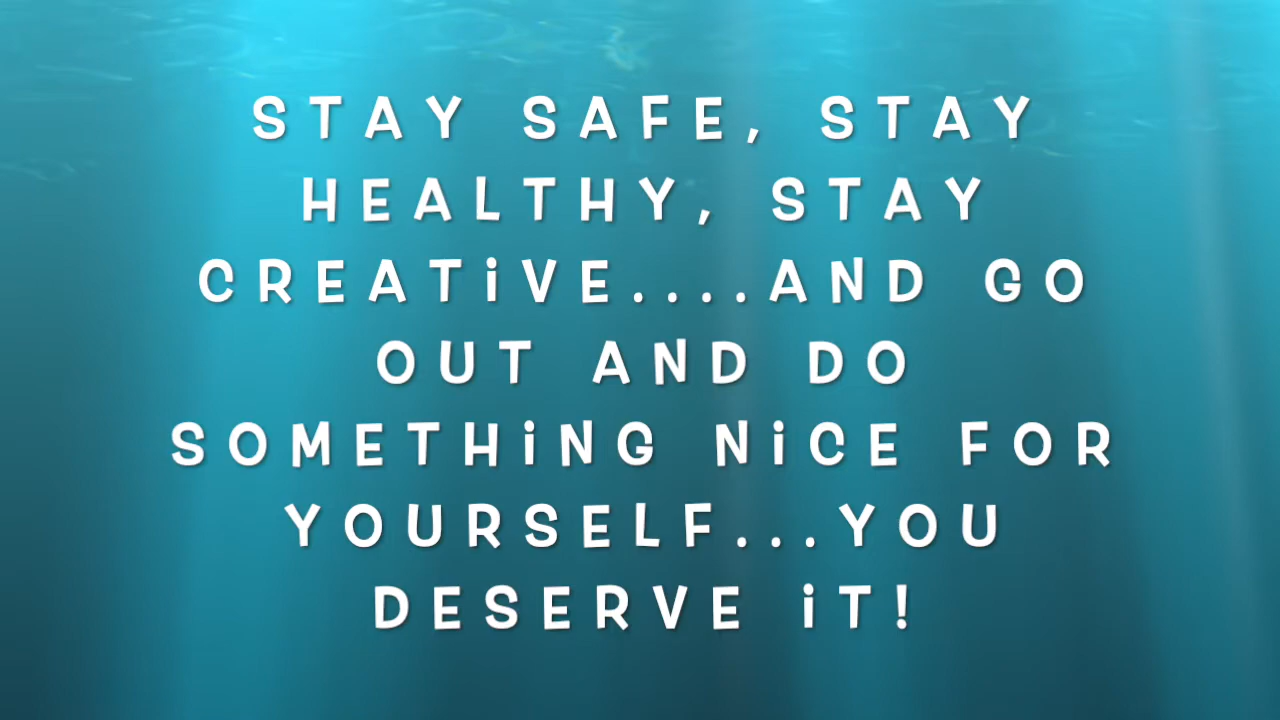 STAY SAFE, STAY
HEALTHY, STAY
CREATiVE....AND GO
OUT AND DO
SOMETHiNG NiCE FOR
YOURSELF...YOU
DESERVE iT!